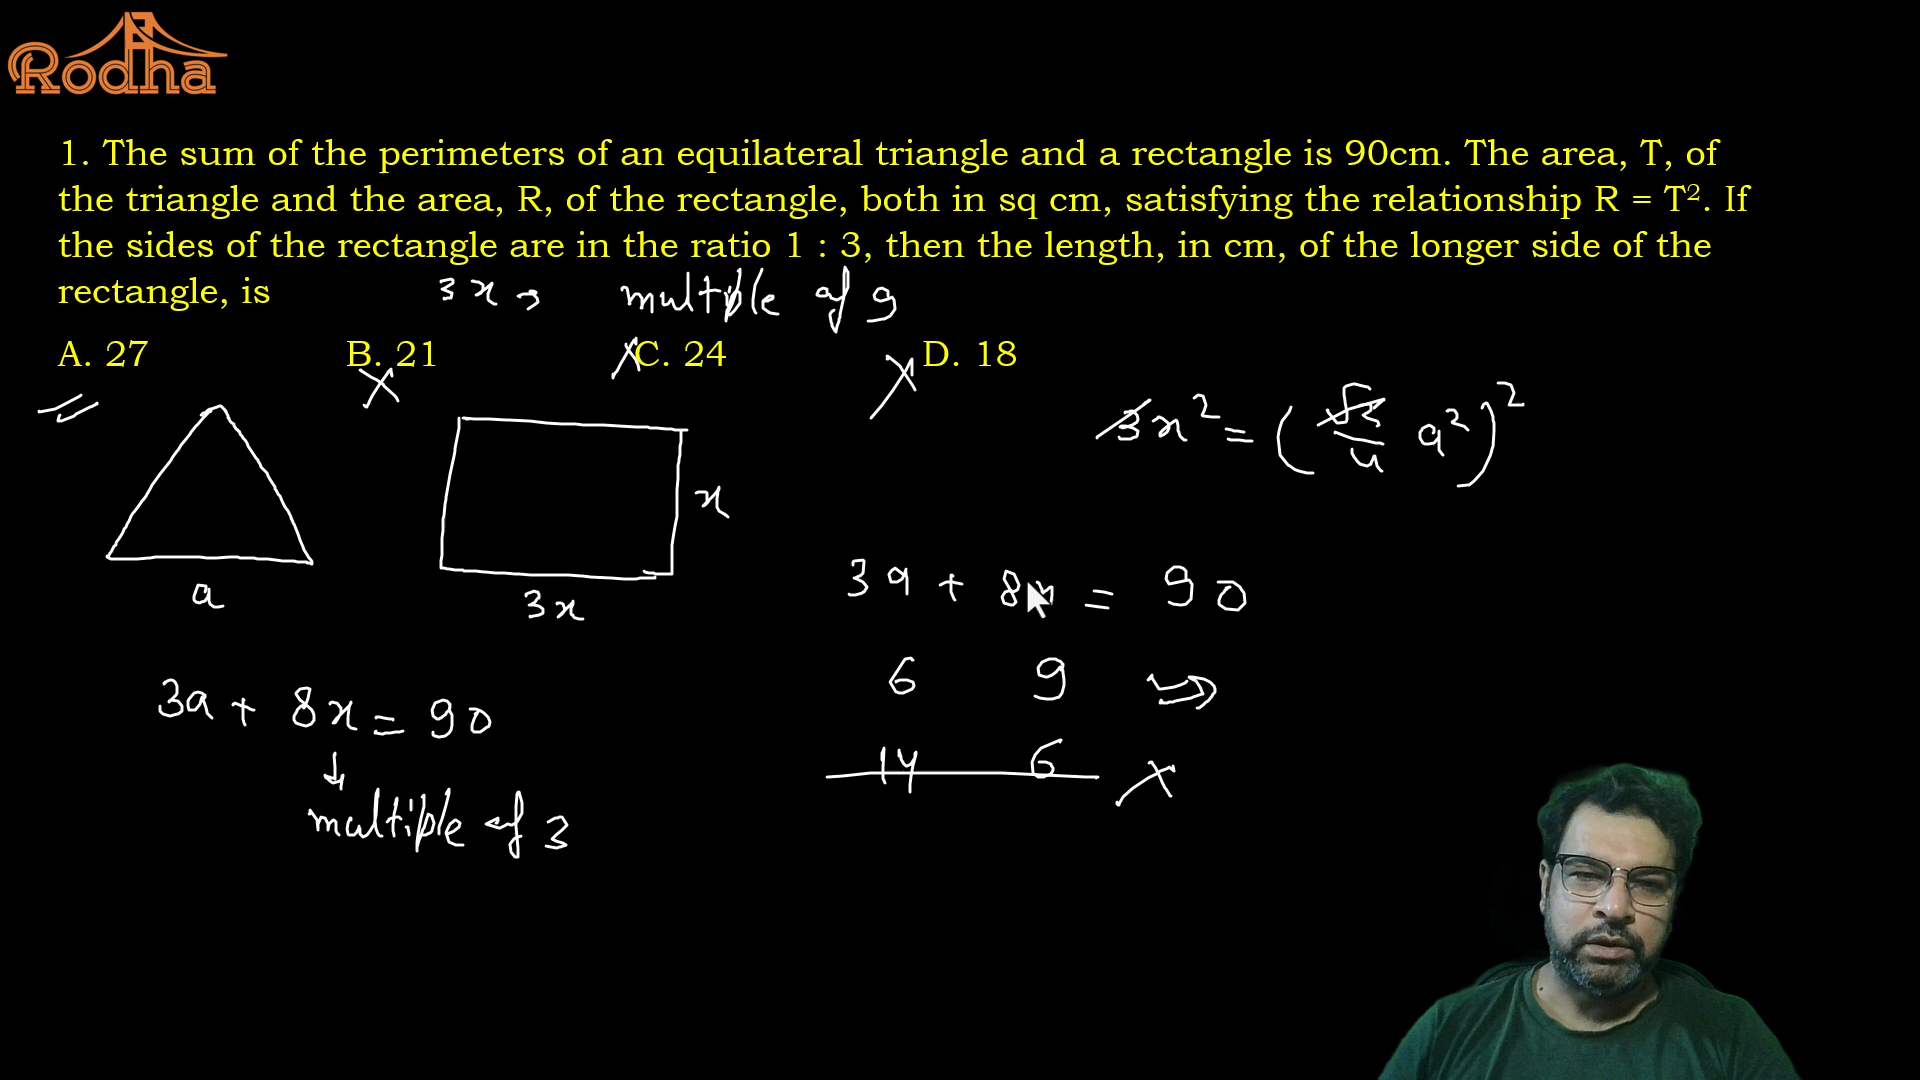 Rodha
1. The sum of the perimeters of an equilateral triangle and a rectangle is 90cm. The area, T, of
the triangle and the area, R, of the rectangle, both in sq cm, satisfying the relationship R = T². If
the sides of the rectangle are in the ratio 1 : 3, then the length, in cm, of the longer side of the
rectangle, is
3x → multiple of 9
A. 27 B. 21 C. 24 D. 18
3x² = (√3/4 a²)²
x
a
3x
3a + 8x = 90
6 9
14 6
3a + 8x = 90
multiple of 3